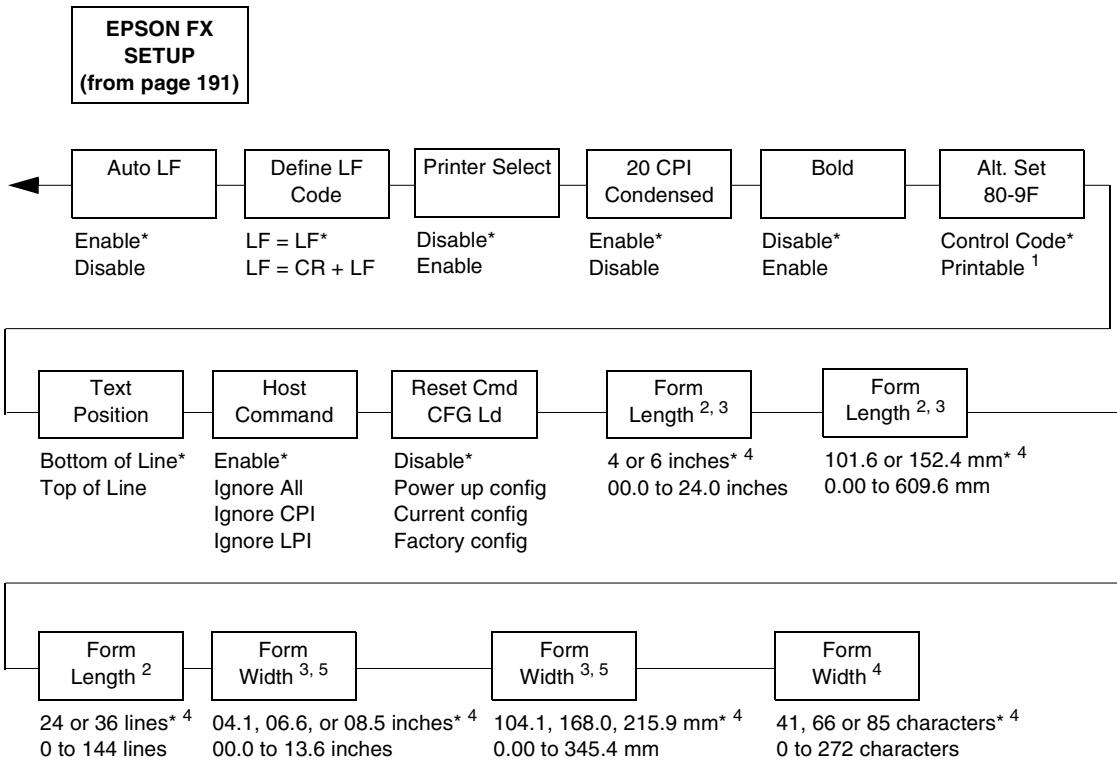 EPSON FX
SETUP
(from page 191)
Auto LF
Enable*
Disable
Define LF
Code
LF = LF*
LF = CR + LF
Printer Select
Disable*
Enable
20 CPI
Condensed
Enable*
Disable
Bold
Disable*
Enable
Alt. Set
80-9F
Control Code*
Printable 1
Text
Position
Bottom of Line*
Top of Line
Host
Command
Enable*
Ignore All
Ignore CPI
Ignore LPI
Reset Cmd
CFG Ld
Disable*
Power up config
Current config
Factory config
Form
Length 2, 3
4 or 6 inches* 4
00.0 to 24.0 inches
Form
Length 2, 3
101.6 or 152.4 mm* 4
0.00 to 609.6 mm
Form
Length 2
24 or 36 lines* 4
0 to 144 lines
Form
Width 3, 5
04.1, 06.6, or 08.5 inches* 4
00.0 to 13.6 inches
Form
Width 3, 5
104.1, 168.0, 215.9 mm* 4
0.00 to 345.4 mm
Form
Width 4
41, 66 or 85 characters* 4
0 to 272 characters